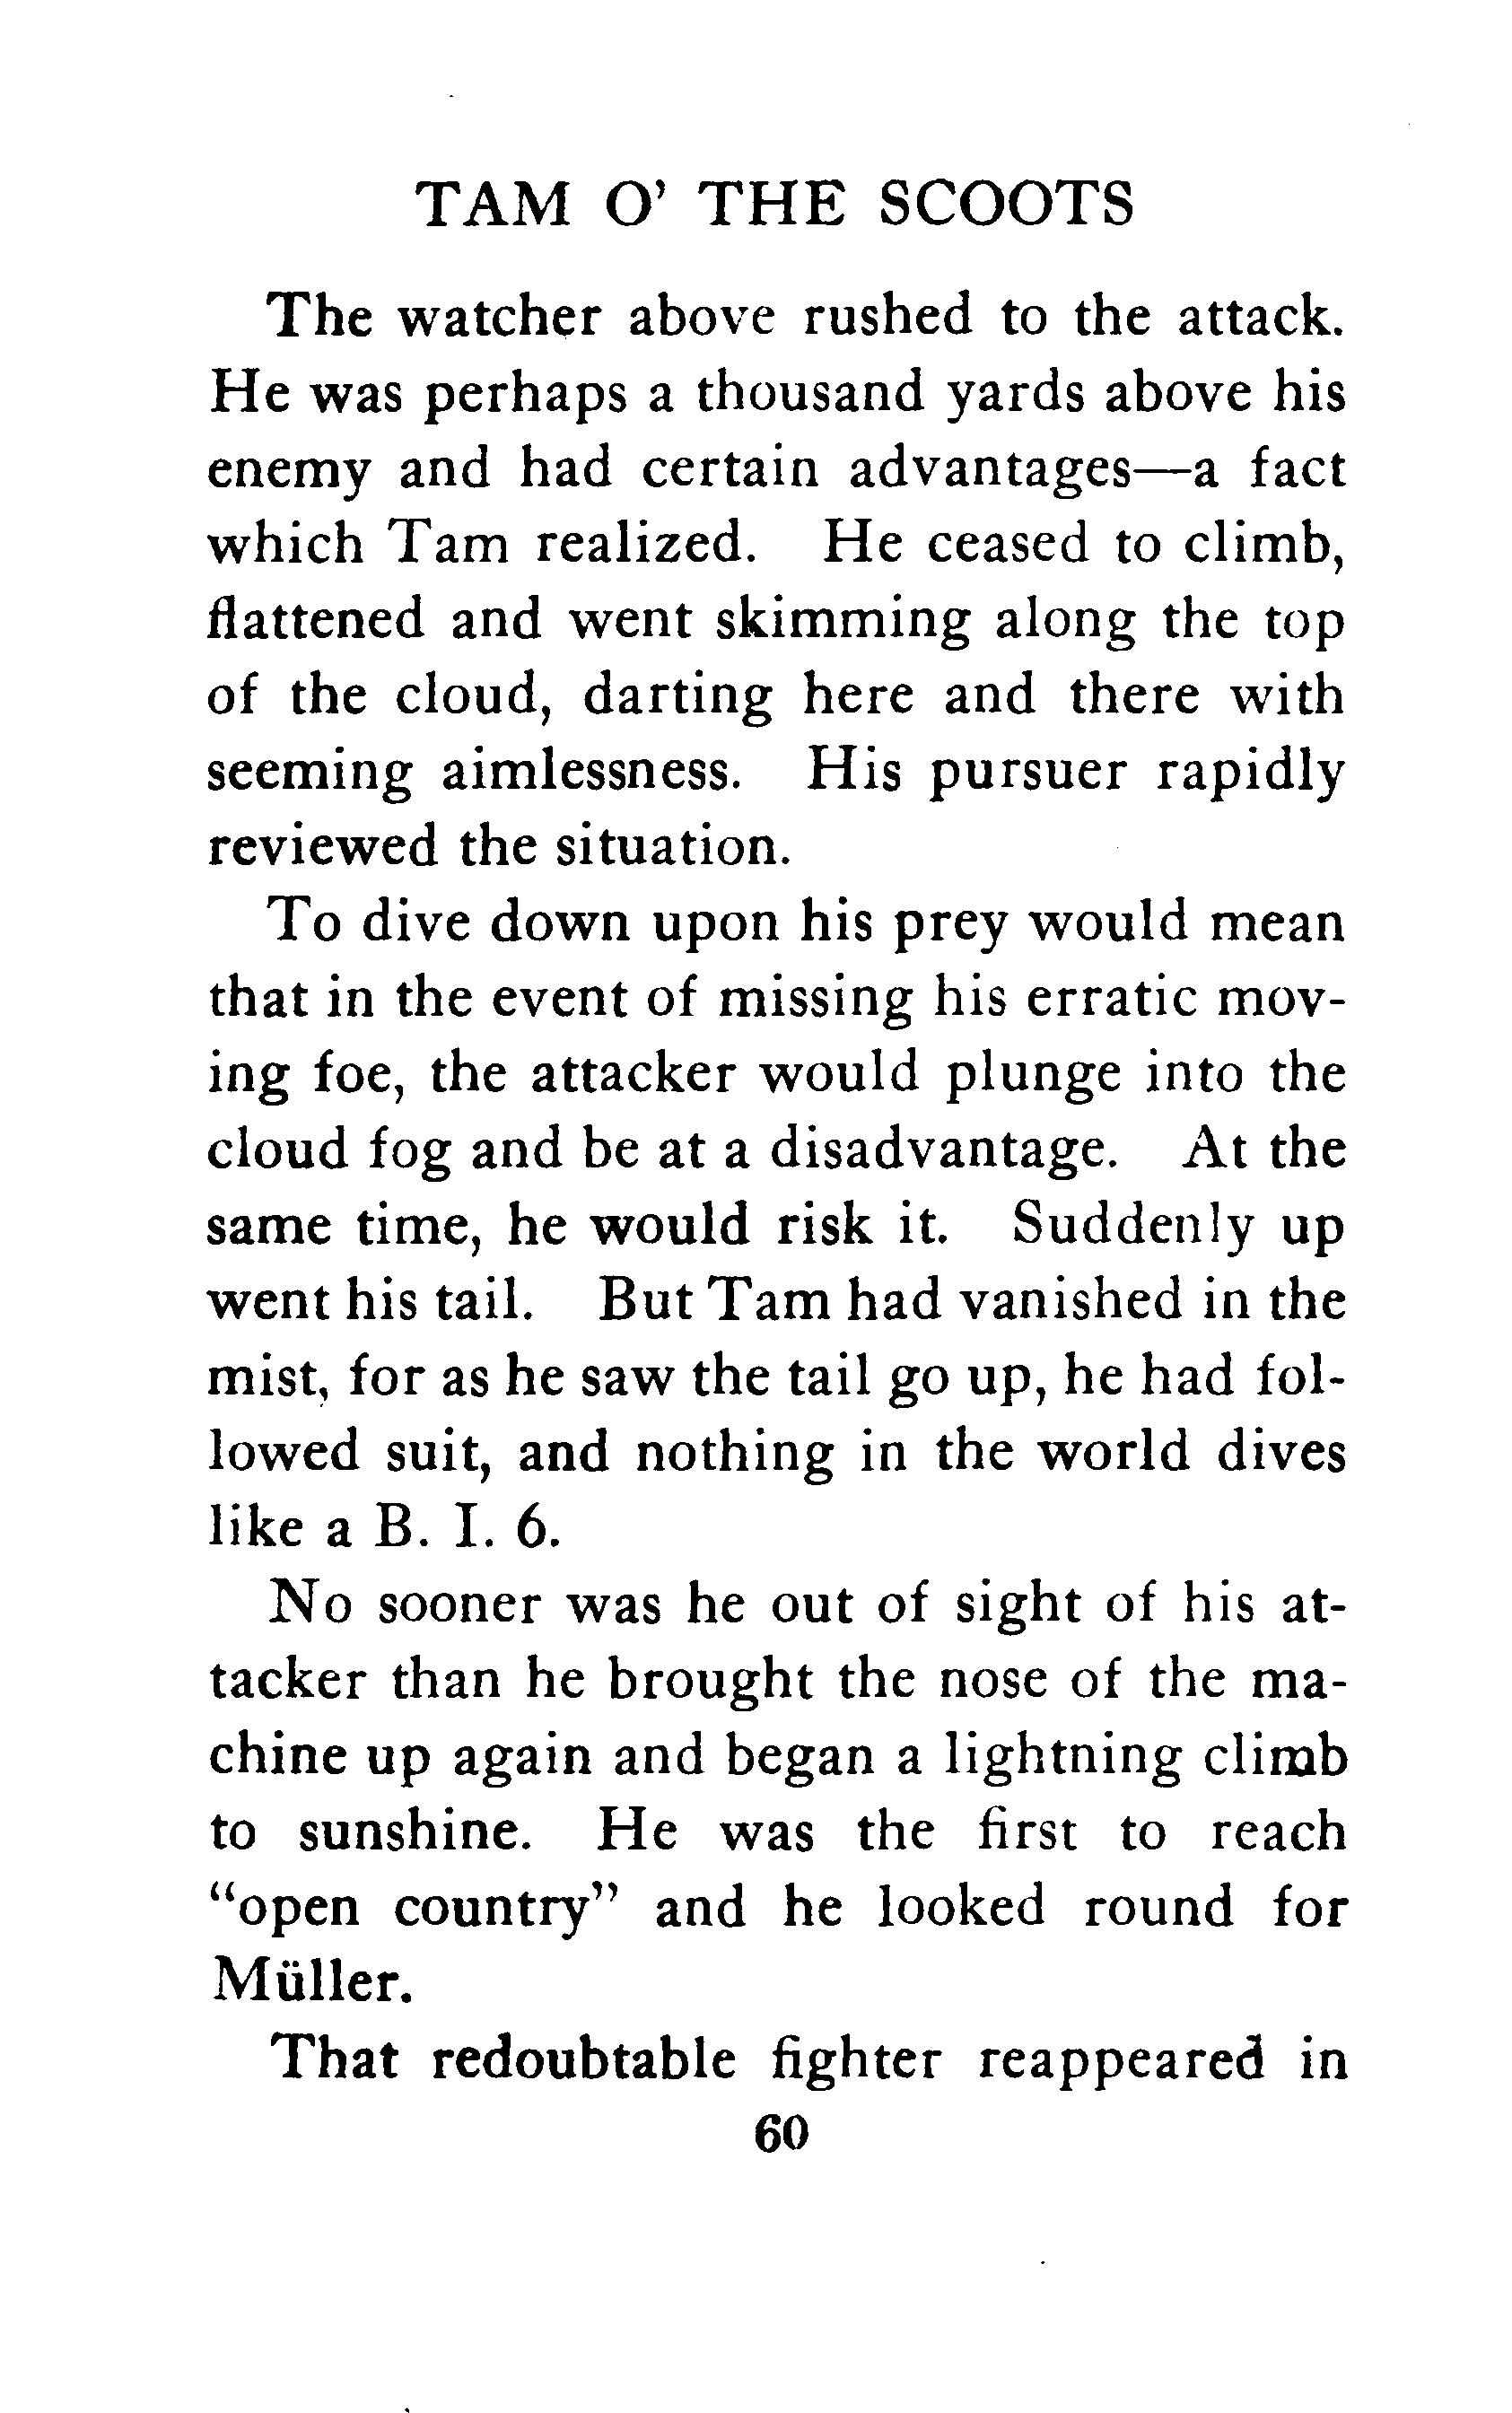 TAM O' THE SCOOTS
The watcher above rushed to the attack.
He was perhaps a thousand yards above his
enemy and had certain advantages—a fact
which Tam realized. He ceased to climb,
flattened and went skimming along the top
of the cloud, darting here and there with
seeming aimlessness. His pursuer rapidly
reviewed the situation.
To dive down upon his prey would mean
that in the event of missing his erratic mov-
ing foe, the attacker would plunge into the
cloud fog and be at a disadvantage. At the
same time, he would risk it. Suddenly up
went his tail. But Tam had vanished in the
mist, for as he saw the tail go up, he had fol-
lowed suit, and nothing in the world dives
like a B. I. 6.
No sooner was he out of sight of his at-
tacker than he brought the nose of the ma-
chine up again and began a lightning climb
to sunshine. He was the first to reach
"open country" and he looked round for
Müller.
That redoubtable fighter reappeared in
60